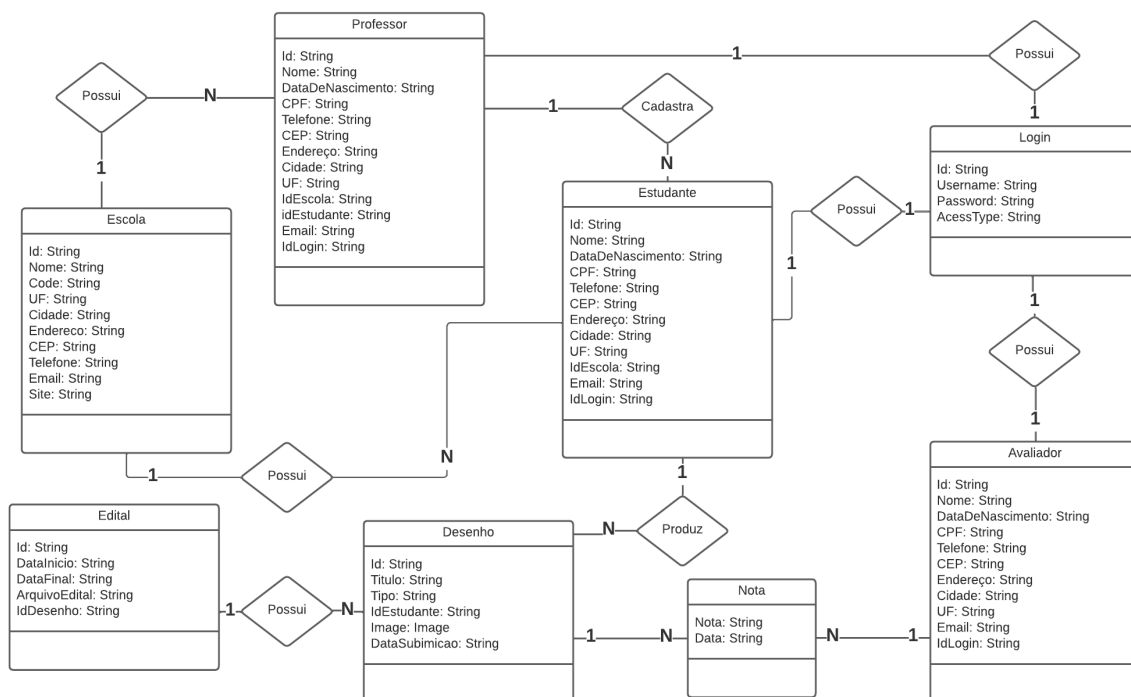 Professor
Id: String
Nome: String
DataDeNascimento: String
CPF: String
Telefone: String
CEP: String
Endereço: String
Cidade: String
UF: String
IdEscola: String
idEstudante: String
Email: String
IdLogin: String
Possui
N
1
1
Possui
1
1
Cadastra
N
Login
Id: String
Username: String
Password: String
AcessType: String
Escola
Id: String
Nome: String
Code: String
UF: String
Cidade: String
Endereco: String
CEP: String
Telefone: String
Email: String
Site: String
Estudante
Id: String
Nome: String
DataDeNascimento: String
CPF: String
Telefone: String
CEP: String
Endereço: String
Cidade: String
UF: String
IdEscola: String
Email: String
IdLogin: String
Possui
1
1
1
Possui
1
N
1
Possui
1
Produz
N
Avaliador
Id: String
Nome: String
DataDeNascimento: String
CPF: String
Telefone: String
CEP: String
Endereço: String
Cidade: String
UF: String
Email: String
IdLogin: String
Edital
Id: String
DataInicio: String
DataFinal: String
ArquivoEdital: String
IdDesenho: String
1
Possui
N
Desenho
Id: String
Titulo: String
Tipo: String
IdEstudante: String
Image: Image
DataSubimicao: String
1
N
Nota
Nota: String
Data: String
N
1